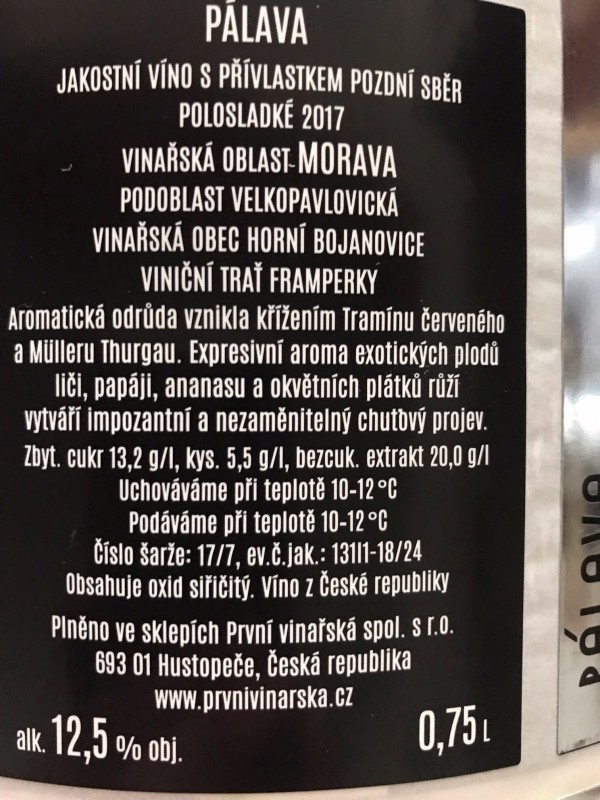 PÁLAVA
JAKOSTNÍ VÍNO S PŘÍVLASTKEM POZDNÍ SBĚR
POLOSLADKÉ 2017
VINAŘSKÁ OBLAST-MORAVA
PODOBLAST VELKOPAVLOVICKÁ
VINAŘSKÁ OBEC HORNÍ BOJANOVICE
VINIČNÍ TRAŤ FRAMPERKY
Aromatická odrůda vznikla křížením Tramínu červeného
a Mülleru Thurgau. Expresivní aroma exotických plodů
liči, papáji, ananasu a okvětních plátků růží
vytváří impozantní a nezaměnitelný chuťový projev.
Zbyt. cukr 13,2 g/l, kys. 5,5 g/l, bezcuk. extrakt 20,0 g/l
Uchováváme při teplotě 10-12°C
Podáváme při teplotě 10-12°C
Číslo šarže: 17/7, ev.č.jak.: 13I1-18/24
Obsahuje oxid siřičitý. Víno z České republiky
Plněno ve sklepích První vinařská spol. s r.o.
693 01 Hustopeče, Česká republika
www.prvnivinarska.cz
alk. 12,5 % obj.
0,75 L
PÁLAVA